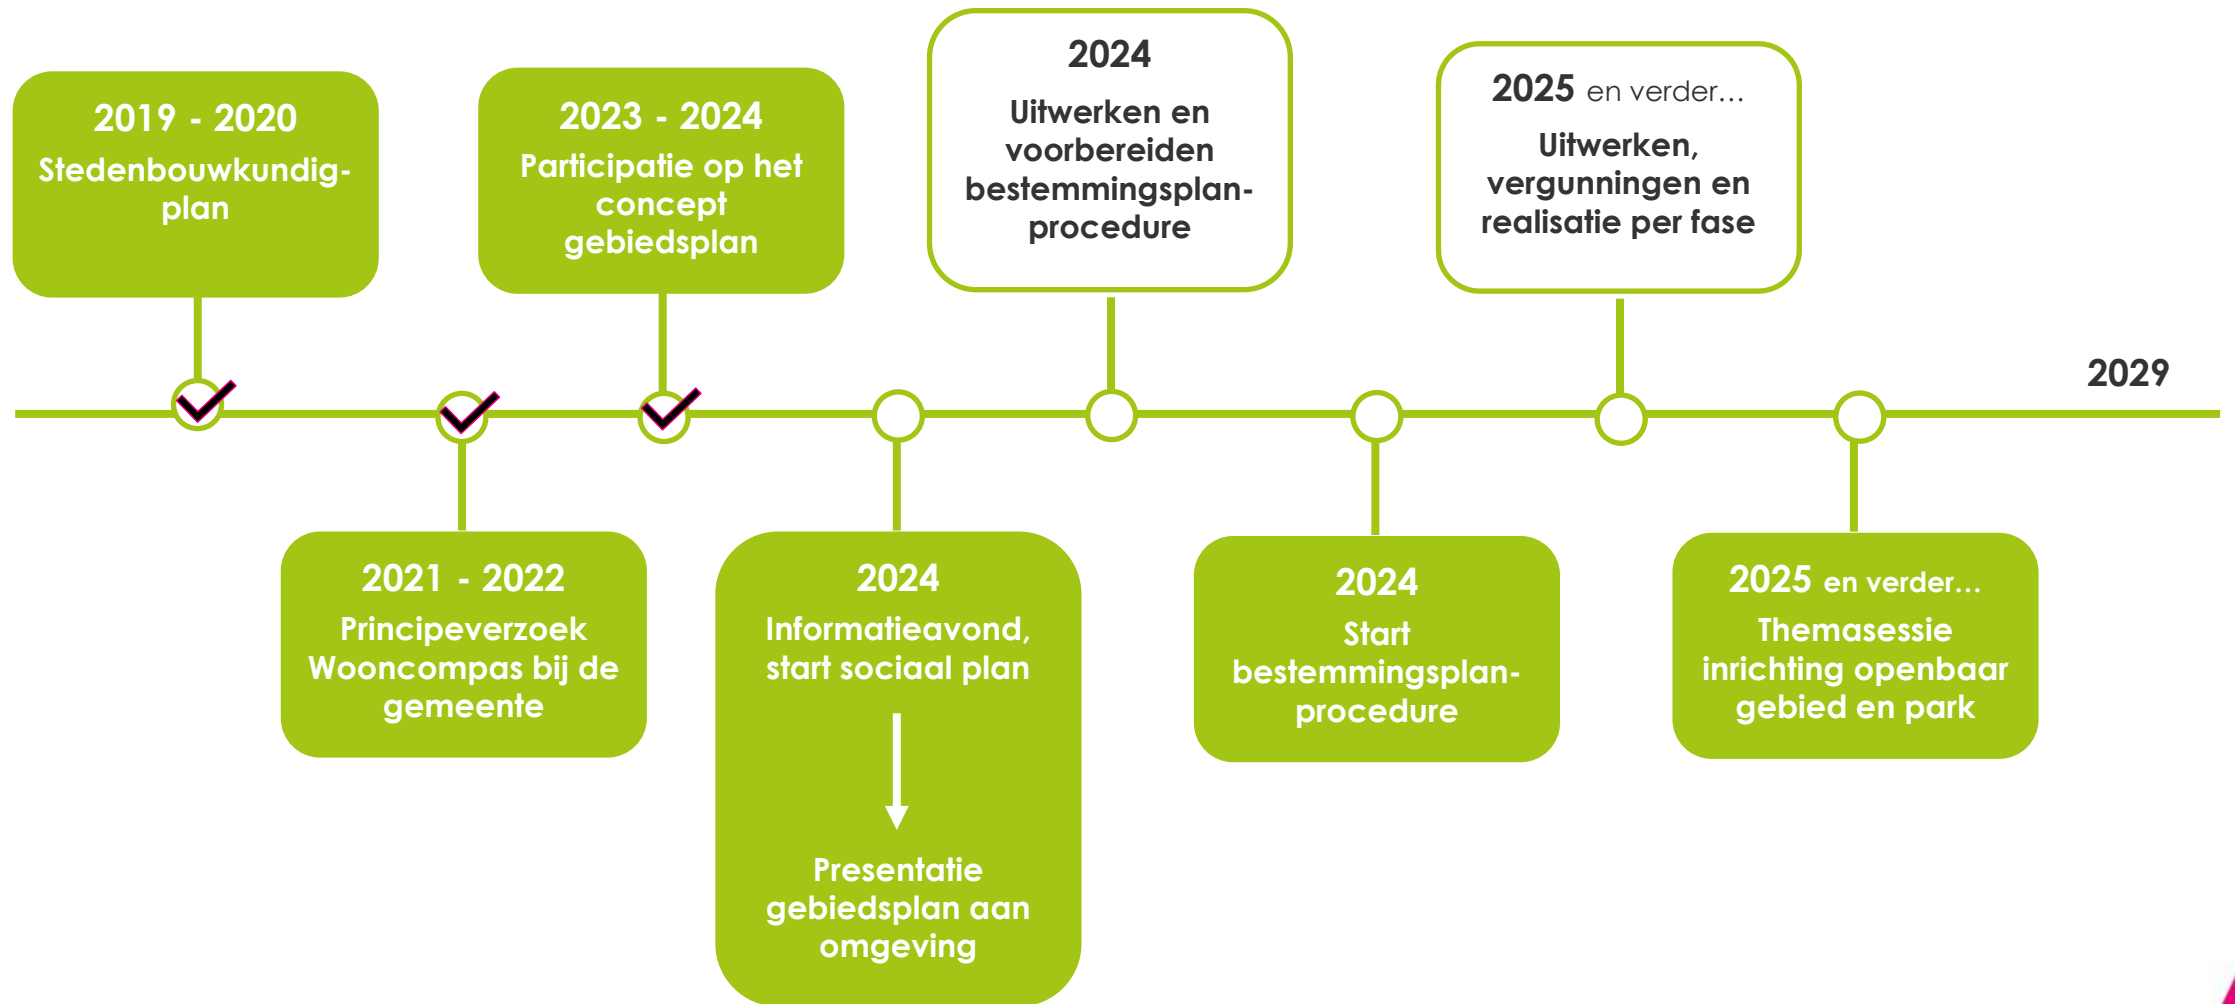 2019 - 2020
Stedenbouwkundig-
plan
2021 - 2022
Principeverzoek
Wooncompas bij de
gemeente
2023 - 2024
Participatie op het
concept
gebiedsplan
2024
Informatieavond,
start sociaal plan
Presentatie
gebiedsplan aan
omgeving
2024
Uitwerken en
voorbereiden
bestemmingsplan-
procedure
2024
Start
bestemmingsplan-
procedure
2025 en verder...
Uitwerken,
vergunningen en
realisatie per fase
2025 en verder...
Themasessie
inrichting openbaar
gebied en park
2029